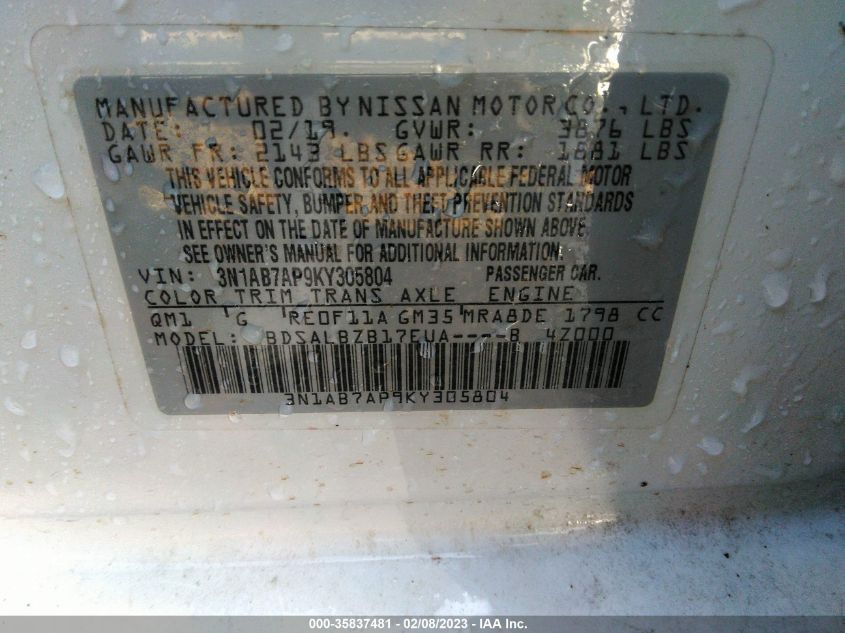 MANUFACTURED BY NISSAN MOTOR CO., LTD.
DATE: 02/19. GVWR: 3876 LBS
GAWR FR: 2143 LBS GAWR RR: 1881 LBS
THIS VEHICLE CONFORMS TO ALL APPLICABLE FEDERAL MOTOR
VEHICLE SAFETY, BUMPER, AND THEFT PREVENTION STANDARDS
IN EFFECT ON THE DATE OF MANUFACTURE SHOWN ABOVE.
SEE OWNER'S MANUAL FOR ADDITIONAL INFORMATION.
VIN: 3N1AB7AP9KY305804 PASSENGER CAR.
COLOR TRIM TRANS AXLE ENGINE
QM1 G RE0F11A GM35 MRA8DE 1798 CC
MODEL: BDSALBZB17EUA----B 4Z000
3N1AB7AP9KY305804
000-35837481 - 02/08/2023 - IAA Inc.